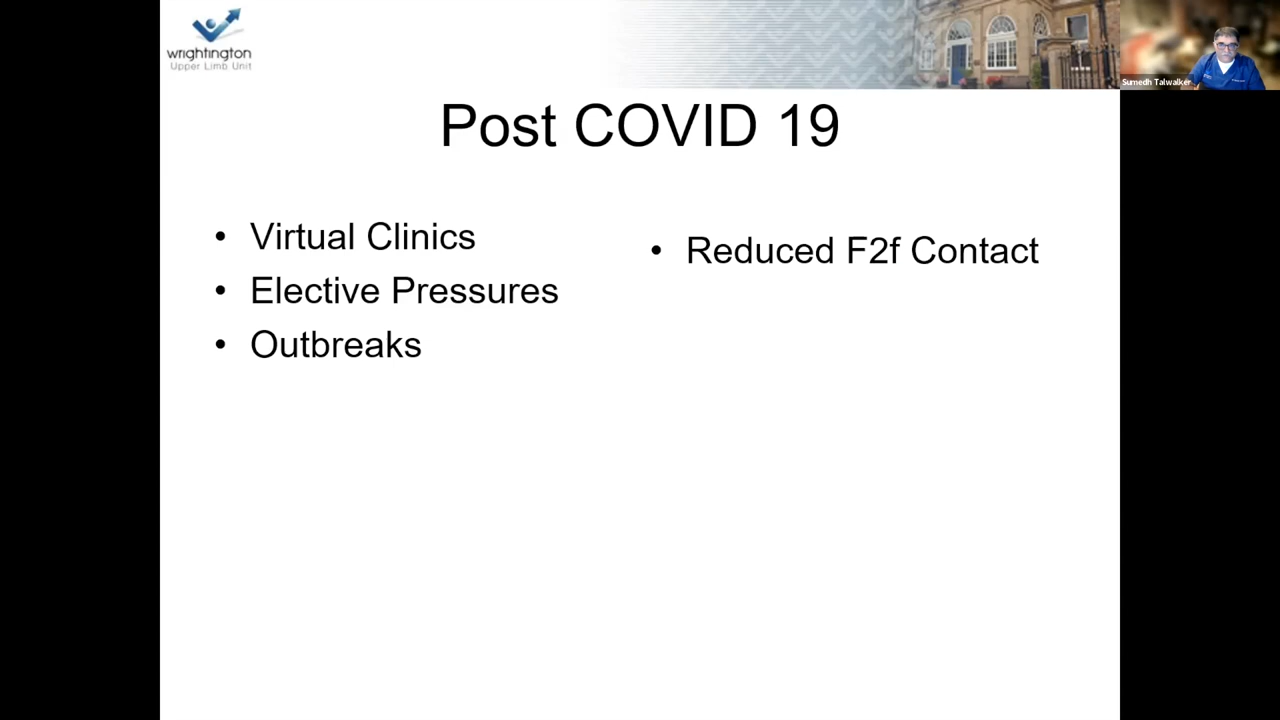 wrightington
Upper Limb Unit
Sumedh Talwalker
Post COVID 19
• Virtual Clinics
• Elective Pressures
• Outbreaks
• Reduced F2f Contact